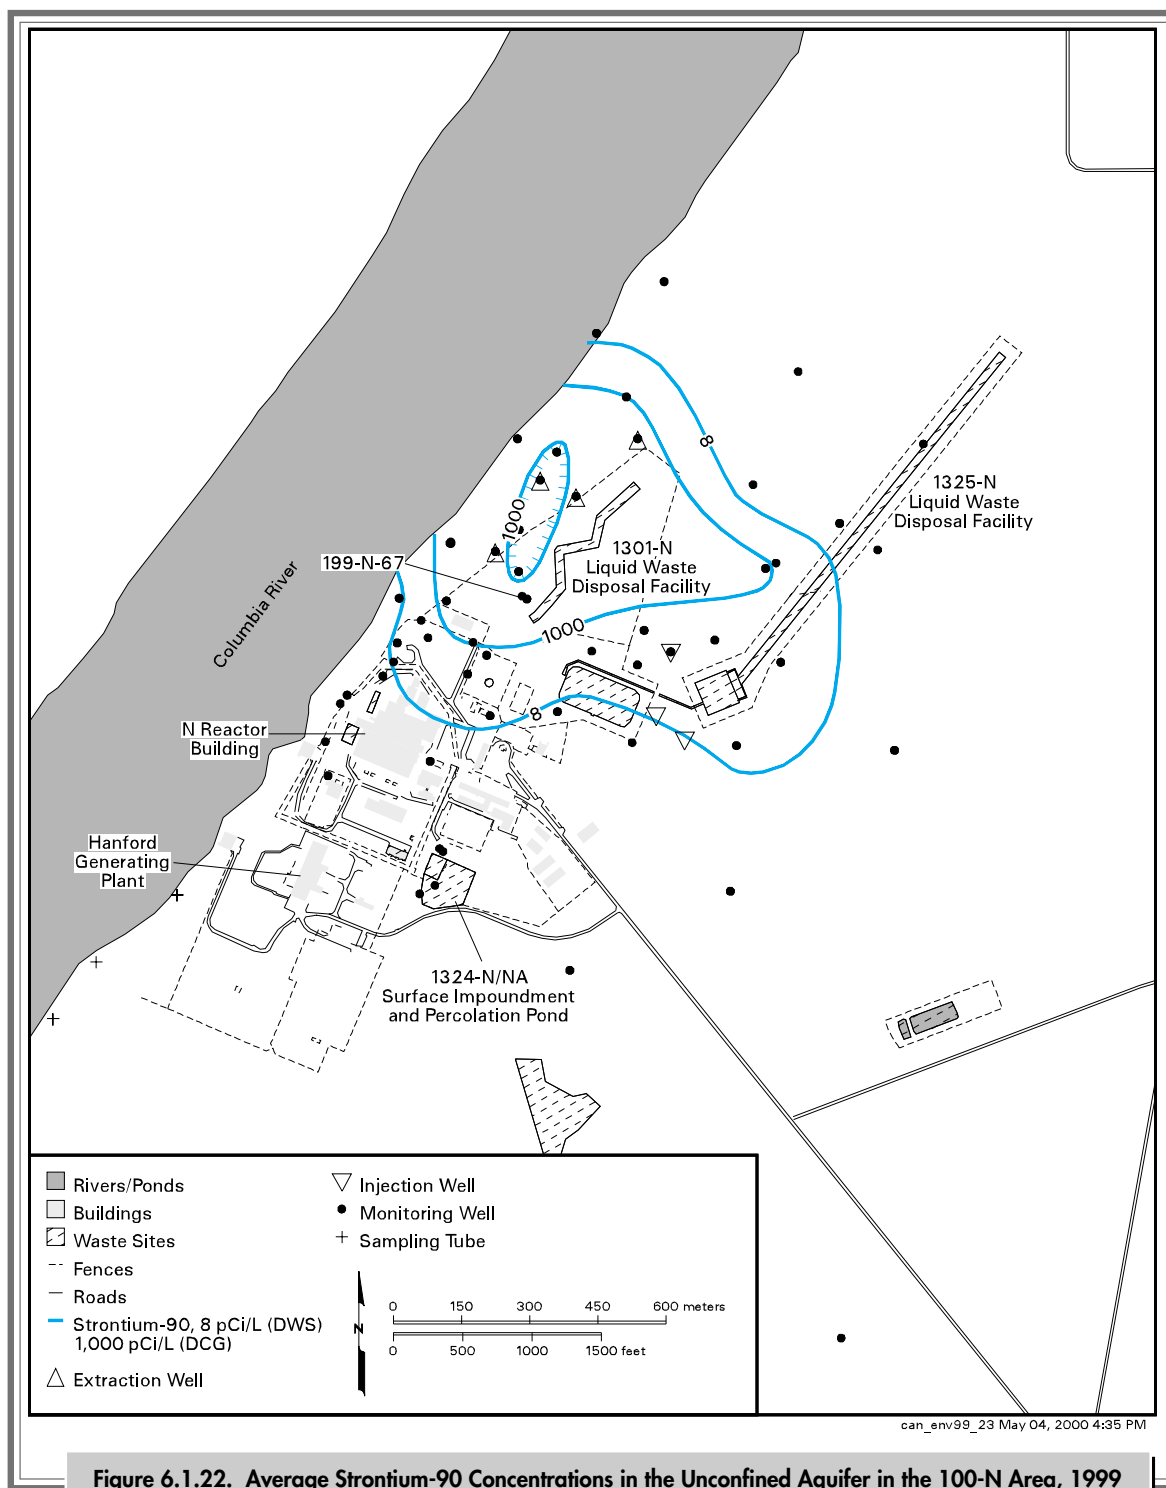 8
1325-N
Liquid Waste
Disposal Facility
1000
1301-N
Liquid Waste
Disposal Facility
199-N-67
Columbia River
1000
8
N Reactor
Building
Hanford
Generating
Plant
1324-N/NA
Surface Impoundment
and Percolation Pond
Rivers/Ponds
Buildings
Waste Sites
Fences
Roads
Strontium-90, 8 pCi/L (DWS)
1,000 pCi/L (DCG)
Extraction Well
Injection Well
Monitoring Well
Sampling Tube
N
0 150 300 450 600 meters
0 500 1000 1500 feet
can_env99_23 May 04, 2000 4:35 PM
Figure 6.1.22. Average Strontium-90 Concentrations in the Unconfined Aquifer in the 100-N Area, 1999